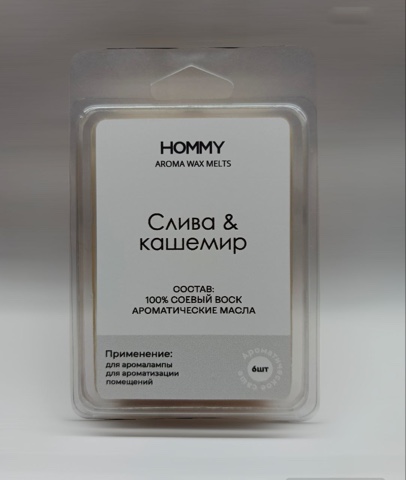 HOMMY
AROMA WAX MELTS
Слива &
кашемир
СОСТАВ:
100% СОЕВЫЙ ВОСК
АРОМАТИЧЕСКИЕ МАСЛА
Применение:
для аромалампы
для ароматизации
помещений
6шт